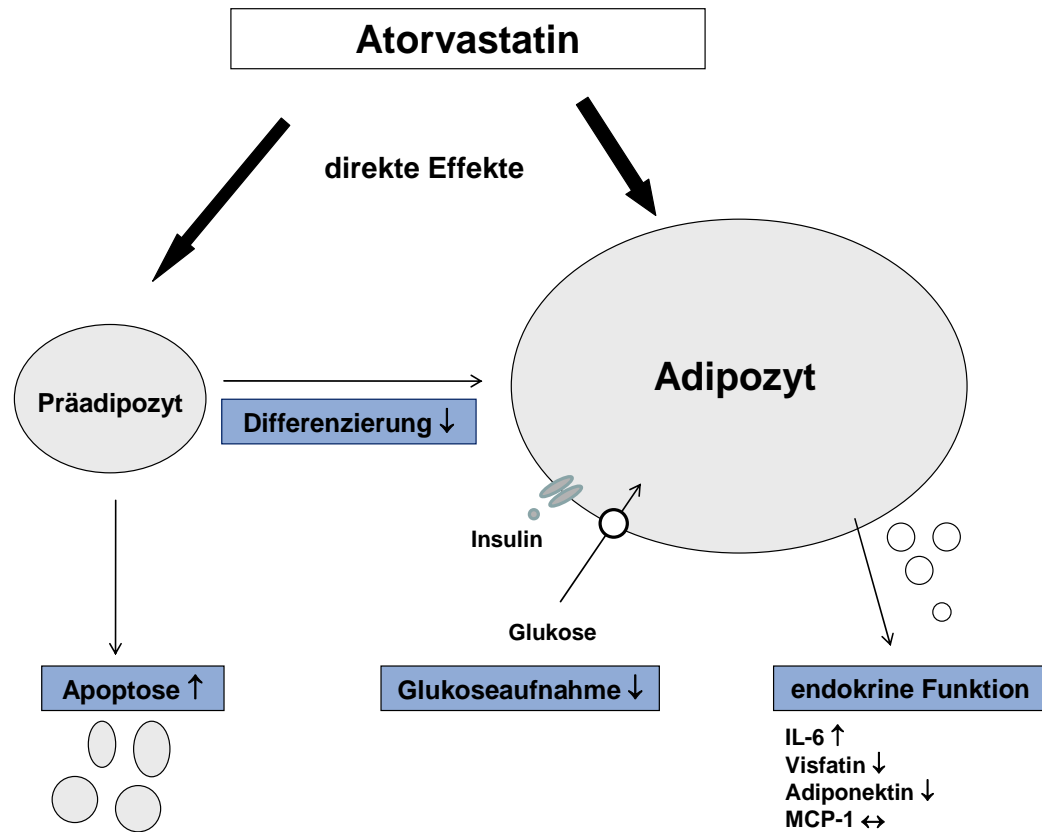 Atorvastatin
direkte Effekte
Präadipozyt
Adipozyt
Differenzierung ↓
Insulin
Glukose
Apoptose ↑
Glukoseaufnahme ↓
endokrine Funktion
IL-6 ↑
Visfatin ↓
Adiponektin ↓
MCP-1 ↔